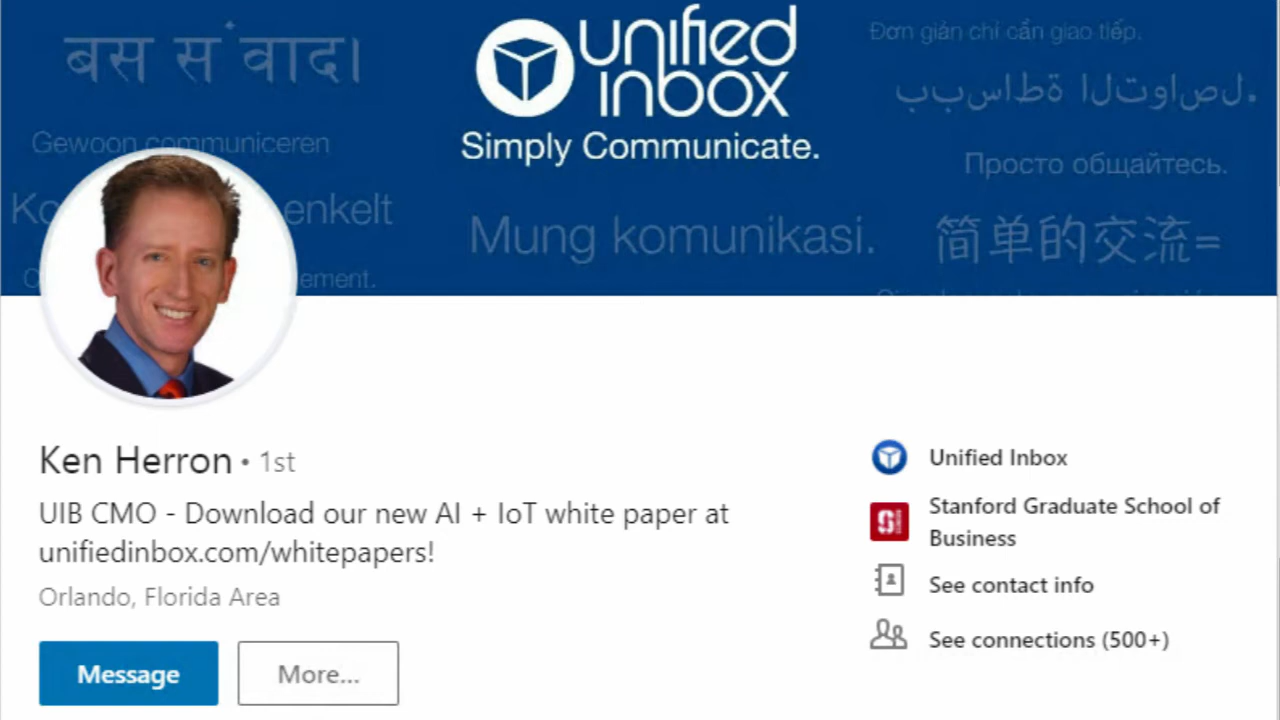 बस स ंवाद।
unified
inbox
Simply Communicate.
Đơn giản chỉ cần giao tiếp.
ببساطة التواصل.
Gewoon communiceren
Просто общайтесь.
enkelt
Mung komunikasi.
简单的交流=
ement.
Ken Herron • 1st
UIB CMO - Download our new AI + IoT white paper at
unifiedinbox.com/whitepapers!
Orlando, Florida Area
Message
More...
Unified Inbox
Stanford Graduate School of
Business
See contact info
See connections (500+)